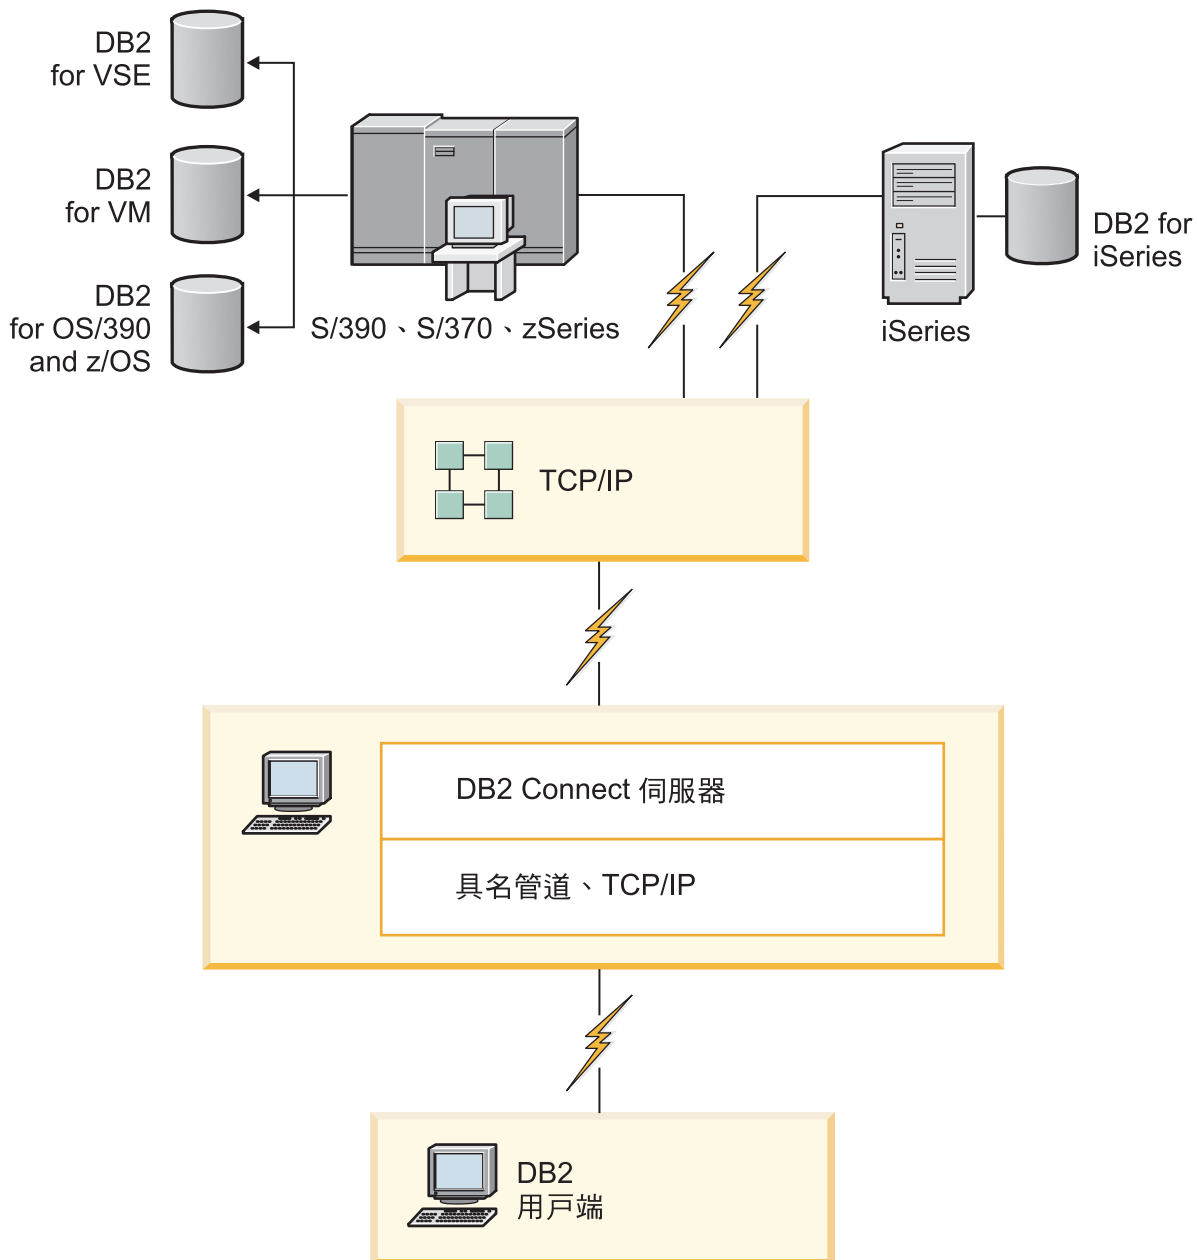 DB2
for VSE
DB2
for VM
DB2
for OS/390
and z/OS
S/390、S/370、zSeries
DB2 for
iSeries
iSeries
TCP/IP
DB2 Connect 伺服器
具名管道、TCP/IP
DB2
用戶端